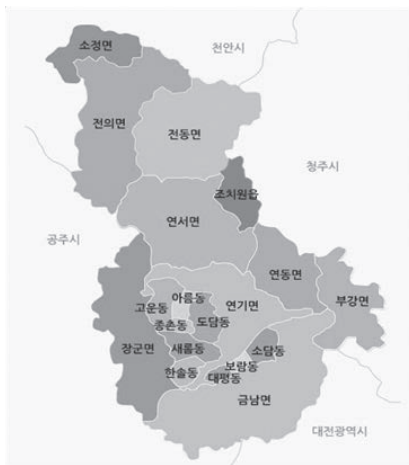 소정면
천안시
전의면
전동면
청주시
조치원읍
연서면
공주시
연동면
아름동
고운동
연기면
부강면
종촌동
도담동
장군면
새롬동
소담동
보람동
한솔동
대평동
금남면
대전광역시